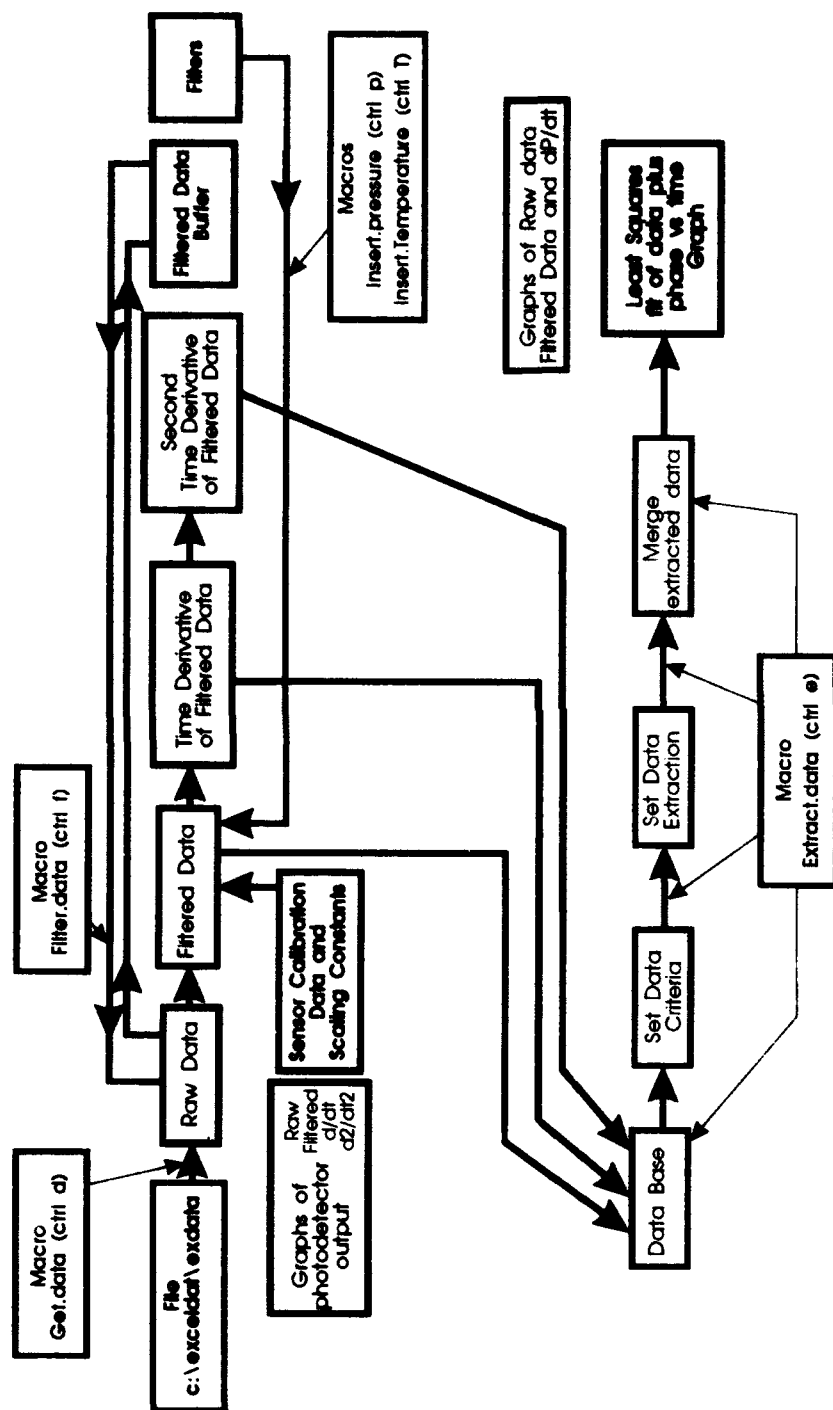 Macro
Get.data (ctrl d)
Macro
Filter.data (ctrl f)
File
c:\exceldat\exdata
Raw Data
Filtered Data
Time Derivative
of Filtered Data
Second
Time Derivative
of Filtered Data
Filtered Data
Buffer
Filters
Graphs of
photodetector
output
Raw
Filtered
d/dt
d2/dt2
Sensor Calibration
Data and
Scaling Constants
Macros
Insert.pressure (ctrl p)
Insert.Temperature (ctrl T)
Graphs of Raw data
Filtered Data and dP/dt
Data Base
Set Data
Criteria
Set Data
Extraction
Merge
extracted data
Least Squares
fit of data plus
phase vs time
Graph
Macro
Extract.data (ctrl e)